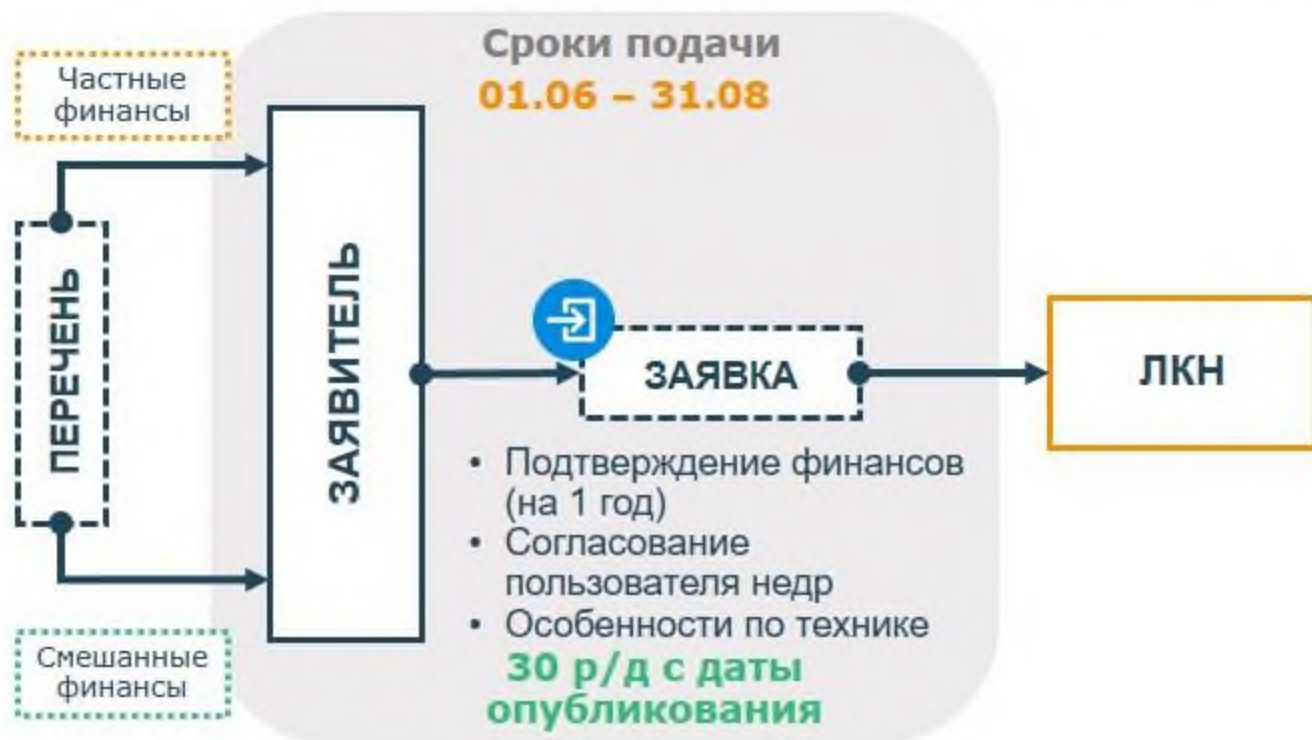 Сроки подачи
01.06 – 31.08
Частные
финансы
ПЕРЕЧЕНЬ
ЗАЯВИТЕЛЬ
ЗАЯВКА
ЛКН
• Подтверждение финансов
(на 1 год)
• Согласование
пользователя недр
• Особенности по технике
30 р/д с даты
опубликования
Смешанные
финансы